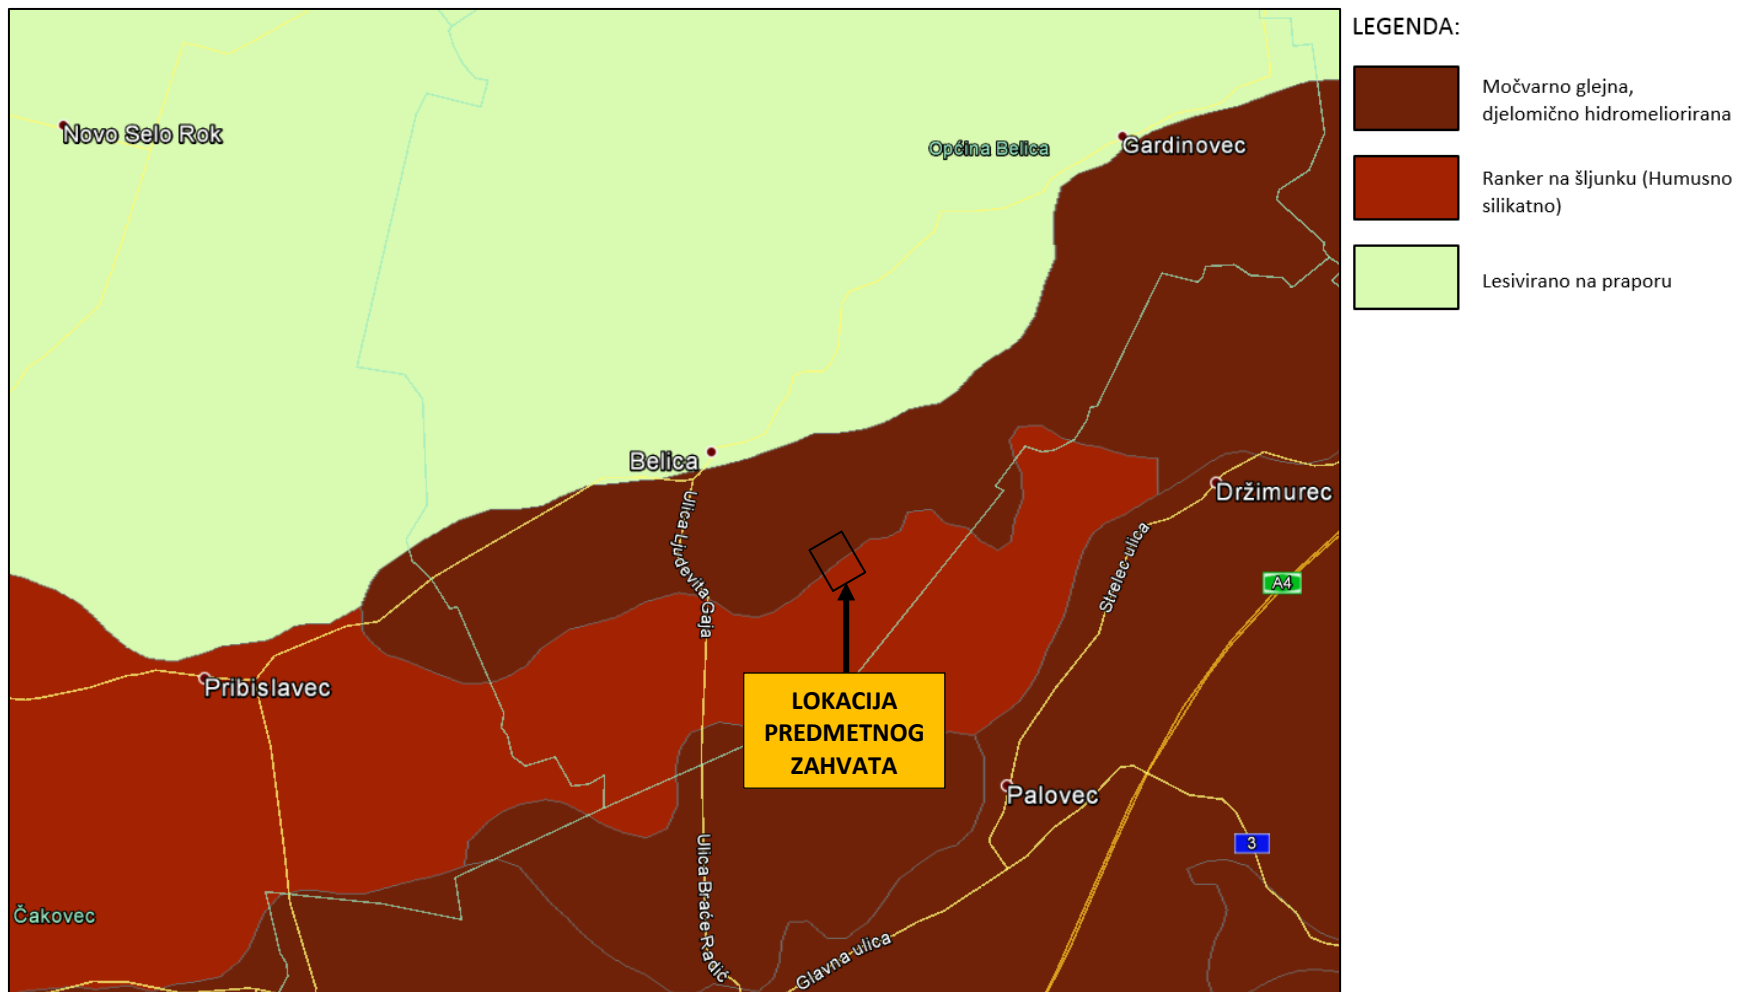 LEGENDA:
Močvarno glejna,
djelomično hidromeliorirana
Ranker na šljunku (Humusno
silikatno)
Lesivirano na praporu
Novo Selo Rok
Općina Belica
Gardinovec
Belica
Držimurec
Ulica Ljudevita Gaja
Strelec ulica
A4
Pribislavec
LOKACIJA
PREDMETNOG
ZAHVATA
Palovec
3
Ulica Braće Radić
Čakovec
Glavna ulica